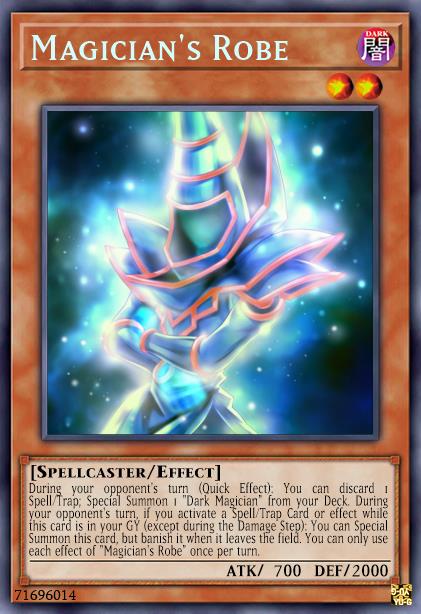 Magician's Robe
DARK
闇
[Spellcaster/Effect]
During your opponent's turn (Quick Effect): You can discard 1
Spell/Trap; Special Summon 1 "Dark Magician" from your Deck. During
your opponent's turn, if you activate a Spell/Trap Card or effect while
this card is in your GY (except during the Damage Step): You can Special
Summon this card, but banish it when it leaves the field. You can only use
each effect of "Magician's Robe" once per turn.
ATK/ 700 DEF/2000
71696014